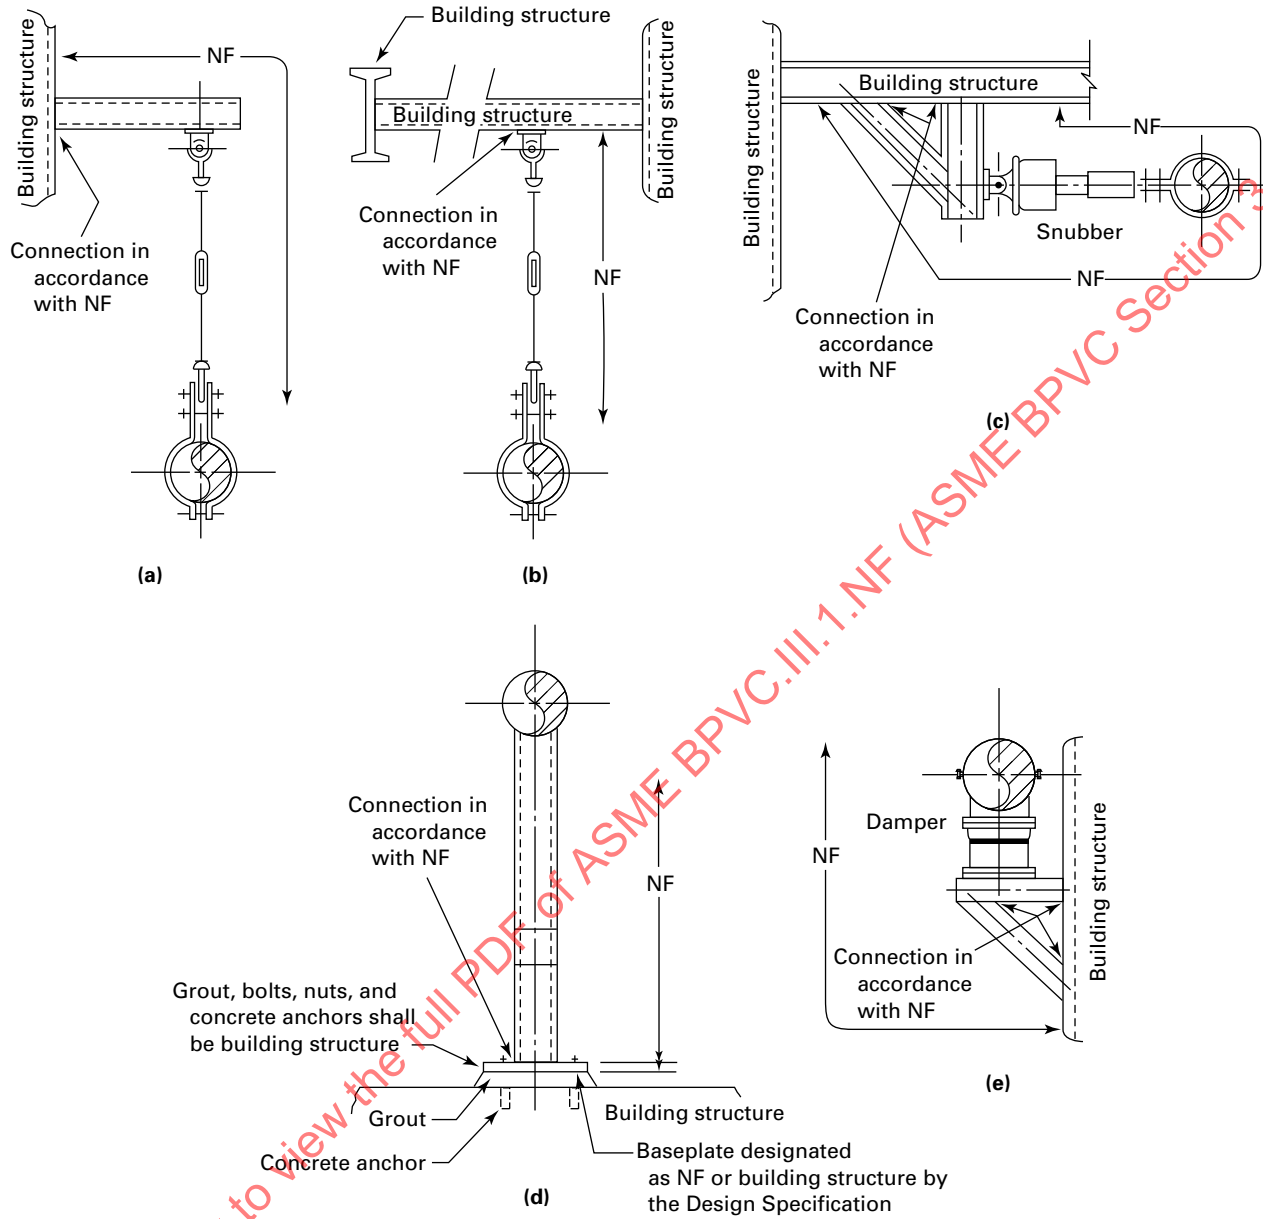 Building structure
NF
Connection in
accordance
with NF
(a)
Building structure
Building structure
Building structure
Connection in
accordance
with NF
NF
(b)
Building structure
Building structure
NF
Snubber
NF
Connection in
accordance
with NF
(c)
Connection in
accordance
with NF
NF
Grout, bolts, nuts, and
concrete anchors shall
be building structure
Grout
Concrete anchor
Building structure
Baseplate designated
as NF or building structure by
the Design Specification
(d)
Damper
NF
Building structure
Connection in
accordance
with NF
(e)
to view the full PDF of ASME BPVC.III.1.NF (ASME BPVC Section 3